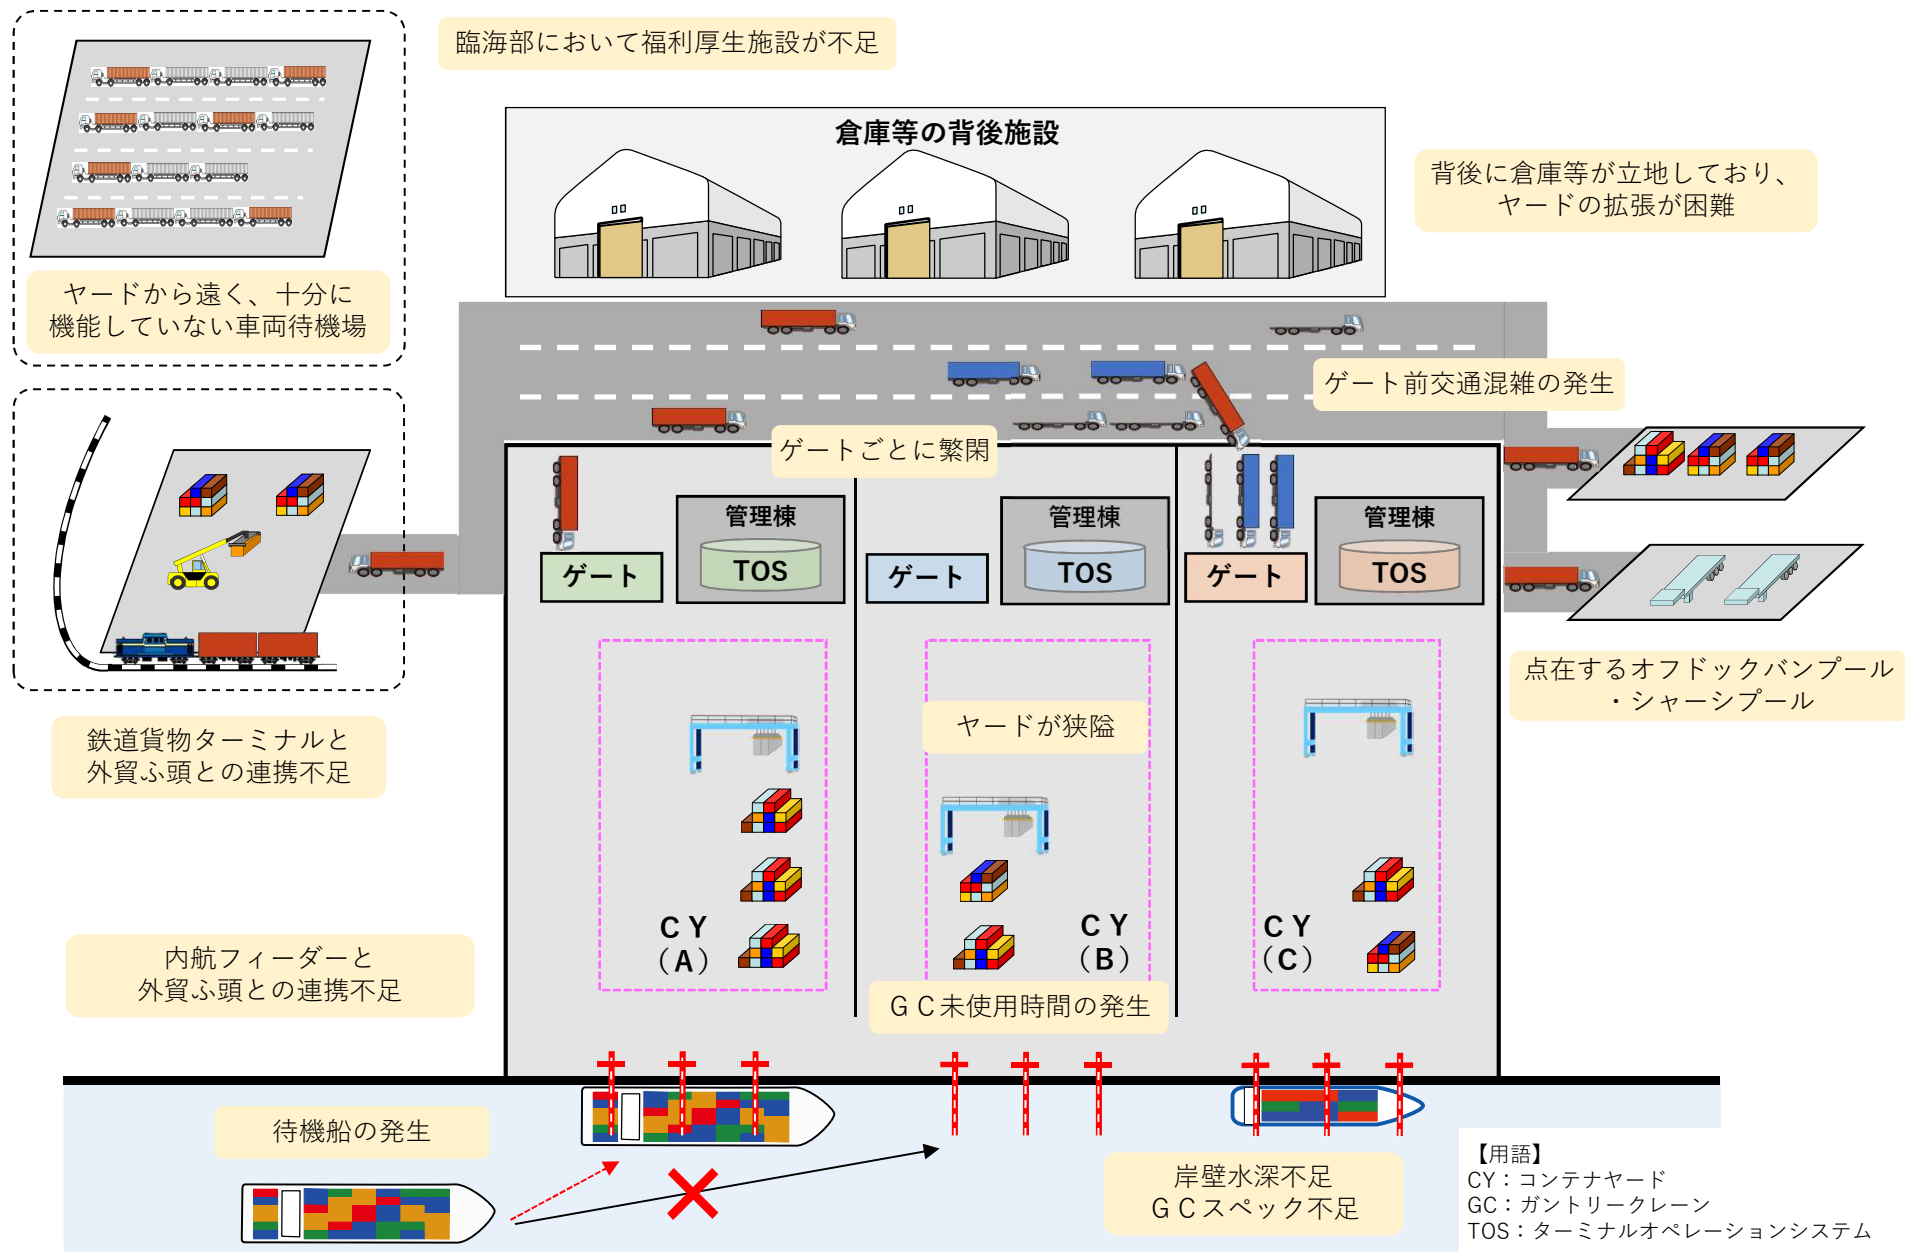 臨海部において福利厚生施設が不足
倉庫等の背後施設
背後に倉庫等が立地しており、
ヤードの拡張が困難
ヤードから遠く、十分に
機能していない車両待機場
ゲート前交通混雑の発生
ゲートごとに繁閑
管理棟
TOS
ゲート
管理棟
TOS
ゲート
管理棟
TOS
ゲート
点在するオフドックバンプール
・シャーシプール
鉄道貨物ターミナルと
外貿ふ頭との連携不足
ヤードが狭隘
ＣＹ
（A）
ＣＹ
（B）
ＣＹ
（C）
内航フィーダーと
外貿ふ頭との連携不足
ＧＣ未使用時間の発生
待機船の発生
岸壁水深不足
ＧＣスペック不足
【用語】
CY：コンテナヤード
GC：ガントリークレーン
TOS：ターミナルオペレーションシステム